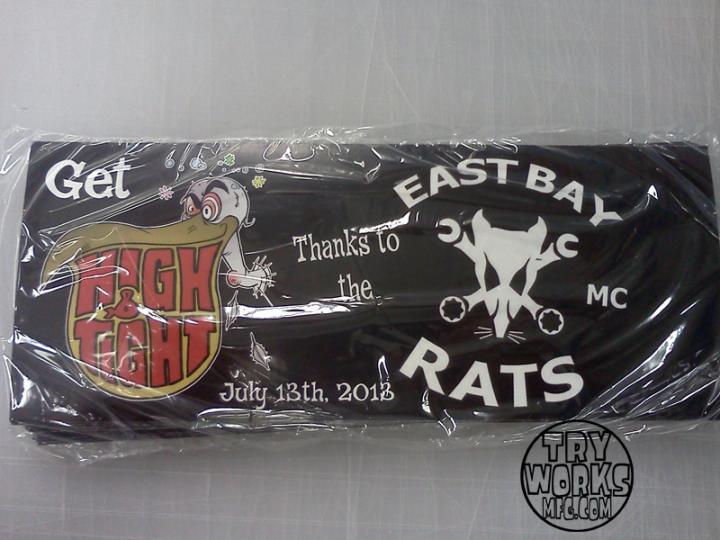 Get
HIGH
&
TIGHT
Thanks to
the
July 13th, 2013
EAST BAY
MC
RATS
TRY
WORKS
MFG.COM